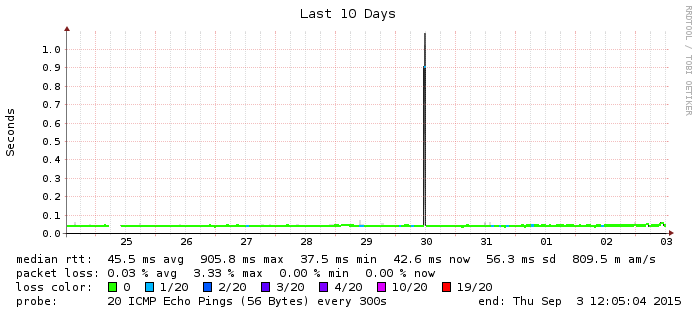 Last 10 Days
RRDTOOL / TOBI OETIKER
Seconds
1.0
0.9
0.8
0.7
0.6
0.5
0.4
0.3
0.2
0.1
0.0
25 26 27 28 29 30 31 01 02 03
median rtt: 45.5 ms avg 905.8 ms max 37.5 ms min 42.6 ms now 56.3 ms sd 809.5 m am/s
packet loss: 0.03 % avg 3.33 % max 0.00 % min 0.00 % now
loss color: 0 1/20 2/20 3/20 4/20 10/20 19/20
probe: 20 ICMP Echo Pings (56 Bytes) every 300s end: Thu Sep 3 12:05:04 2015